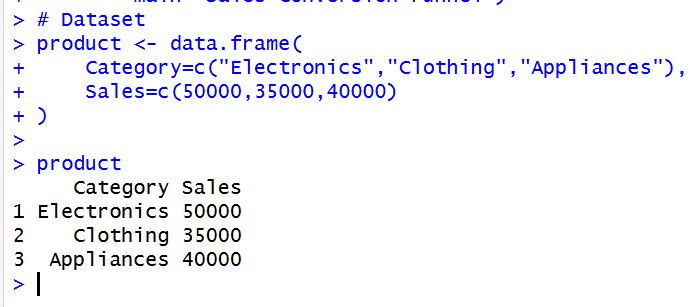 > # Dataset
> product <- data.frame(
+     Category=c("Electronics","Clothing","Appliances"),
+     Sales=c(50000,35000,40000)
+ )
>
> product
     Category Sales
1 Electronics 50000
2    Clothing 35000
3  Appliances 40000
>